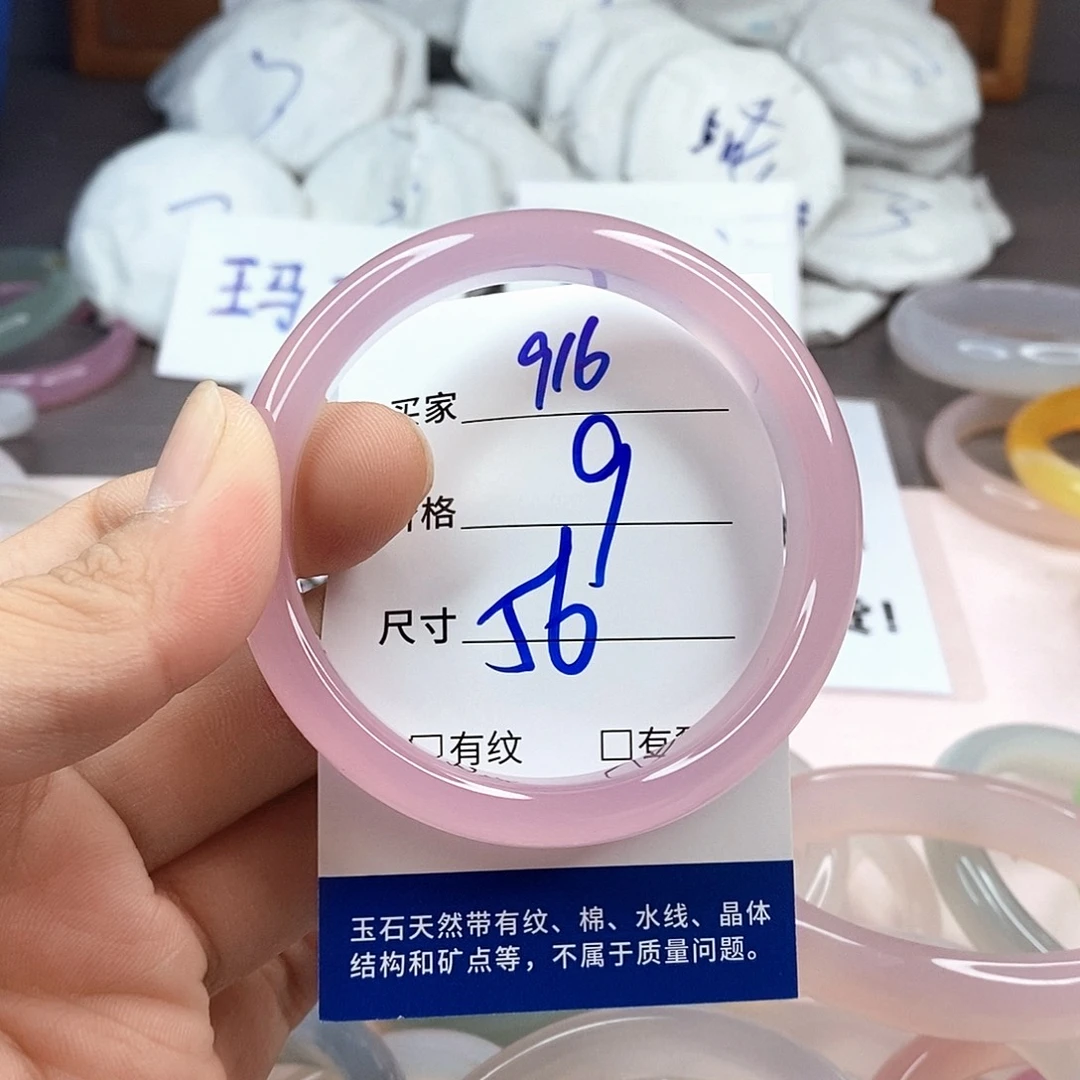 玛
916
买家
9
格
56
尺寸
□有纹 □有
玉石天然带有纹、棉、水线、晶体
结构和矿点等，不属于质量问题。